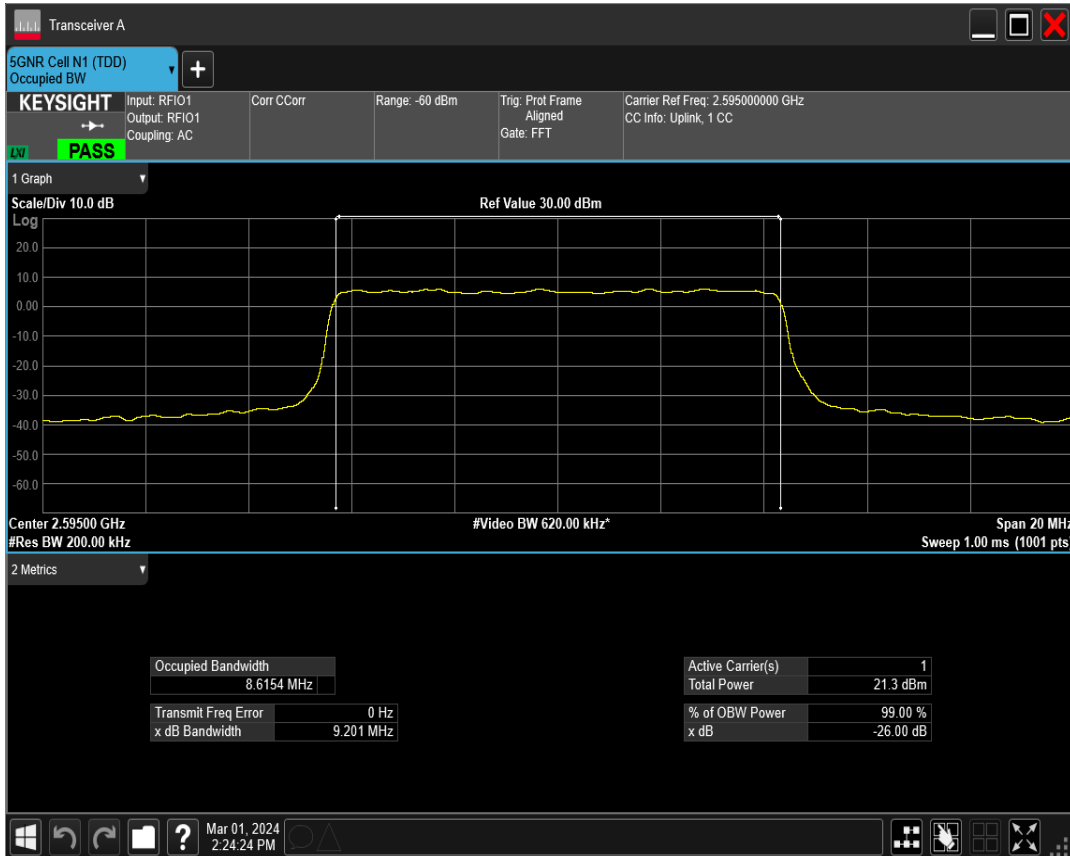 Transceiver A
5GNR Cell N1 (TDD)
Occupied BW
+
KEYSIGHT
LXI
PASS
Input: RFIO1
Output: RFIO1
Coupling: AC
Corr CCorr
Range: -60 dBm
Trig: Prot Frame
Aligned
Gate: FFT
Carrier Ref Freq: 2.595000000 GHz
CC Info: Uplink, 1 CC
1 Graph
Scale/Div 10.0 dB
Ref Value 30.00 dBm
Log
20.0
10.0
0.00
-10.0
-20.0
-30.0
-40.0
-50.0
-60.0
Center 2.59500 GHz
#Video BW 620.00 kHz*
Span 20 MHz
#Res BW 200.00 kHz
Sweep 1.00 ms (1001 pts)
2 Metrics
Occupied Bandwidth
8.6154 MHz
Transmit Freq Error 0 Hz
x dB Bandwidth 9.201 MHz
Active Carrier(s) 1
Total Power 21.3 dBm
% of OBW Power 99.00 %
x dB -26.00 dB
?
Mar 01, 2024
2:24:24 PM